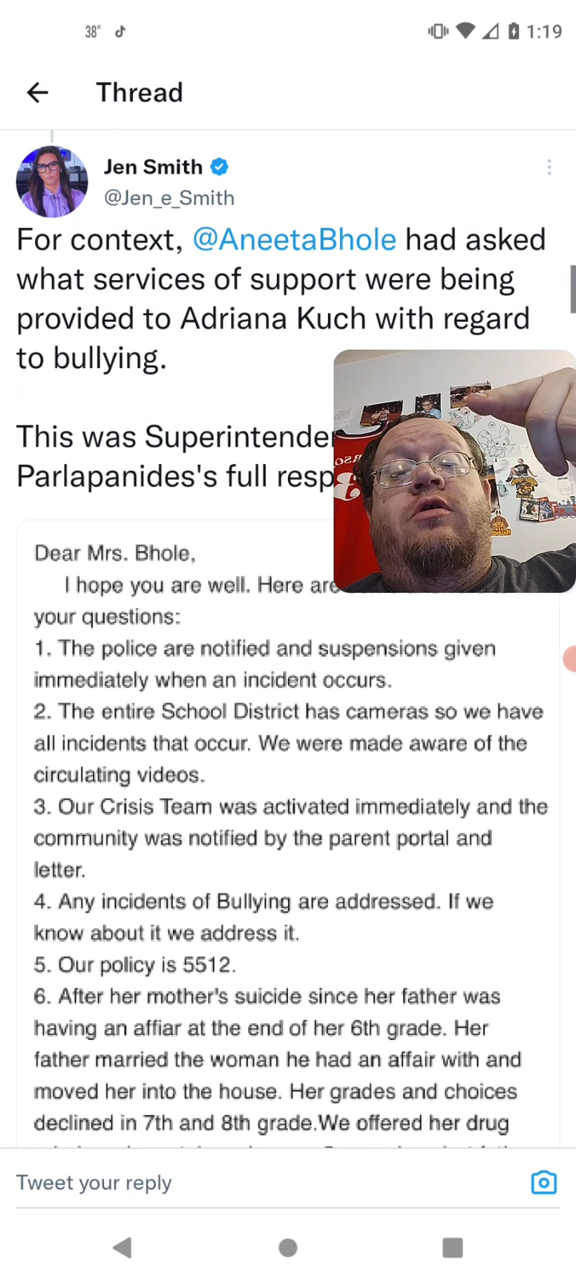 38°
1:19
Thread
Jen Smith
@Jen_e_Smith
For context, @AneetaBhole had asked
what services of support were being
provided to Adriana Kuch with regard
to bullying.
This was
Parlapanides's full
Dear Mrs. Bhole,
I hope you are well. Here are
your questions:
1. The police are notified and suspensions given
immediately when an incident occurs.
2. The entire School District has cameras so we have
all incidents that occur. We were made aware of the
circulating videos.
3. Our Crisis Team was activated immediately and the
community was notified by the parent portal and
letter.
4. Any incidents of Bullying are addressed. If we
know about it we address it.
5. Our policy is 5512.
6. After her mother's suicide since her father was
having an affiar at the end of her 6th grade. Her
father married the woman he had an affair with and
moved her into the house. Her grades and choices
declined in 7th and 8th grade.We offered her drug
Tweet your reply